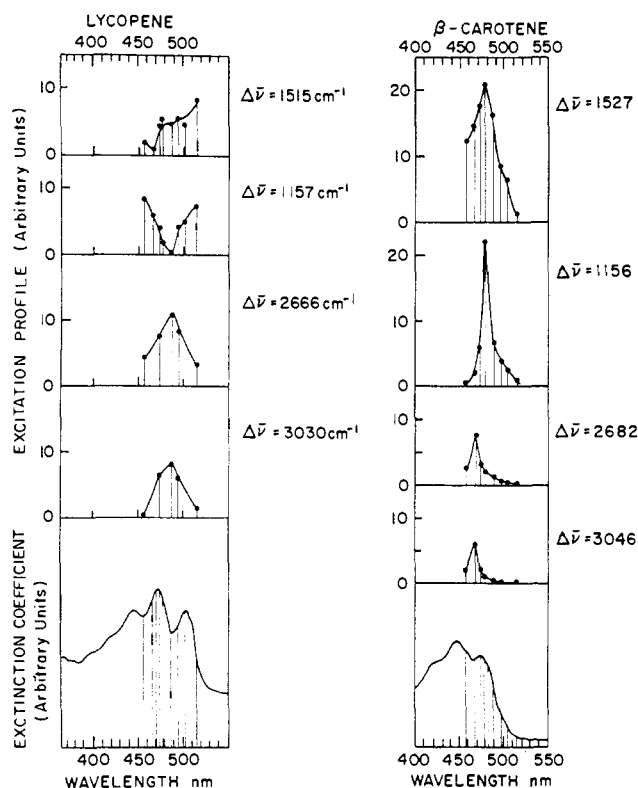 LYCOPENE
400 450 500
10
0
Δν̄ = 1515 cm⁻¹
10
0
Δν̄ = 1157 cm⁻¹
10
0
Δν̄ = 2666 cm⁻¹
10
0
Δν̄ = 3030 cm⁻¹
EXCITATION PROFILE (Arbitrary Units)
EXCTINCTION COEFFICIENT
(Arbitrary Units)
400 450 500
WAVELENGTH nm
β-CAROTENE
400 450 500 550
20
10
0
Δν̄ = 1527
20
10
0
Δν̄ = 1156
10
0
Δν̄ = 2682
10
0
Δν̄ = 3046
400 450 500 550
WAVELENGTH nm